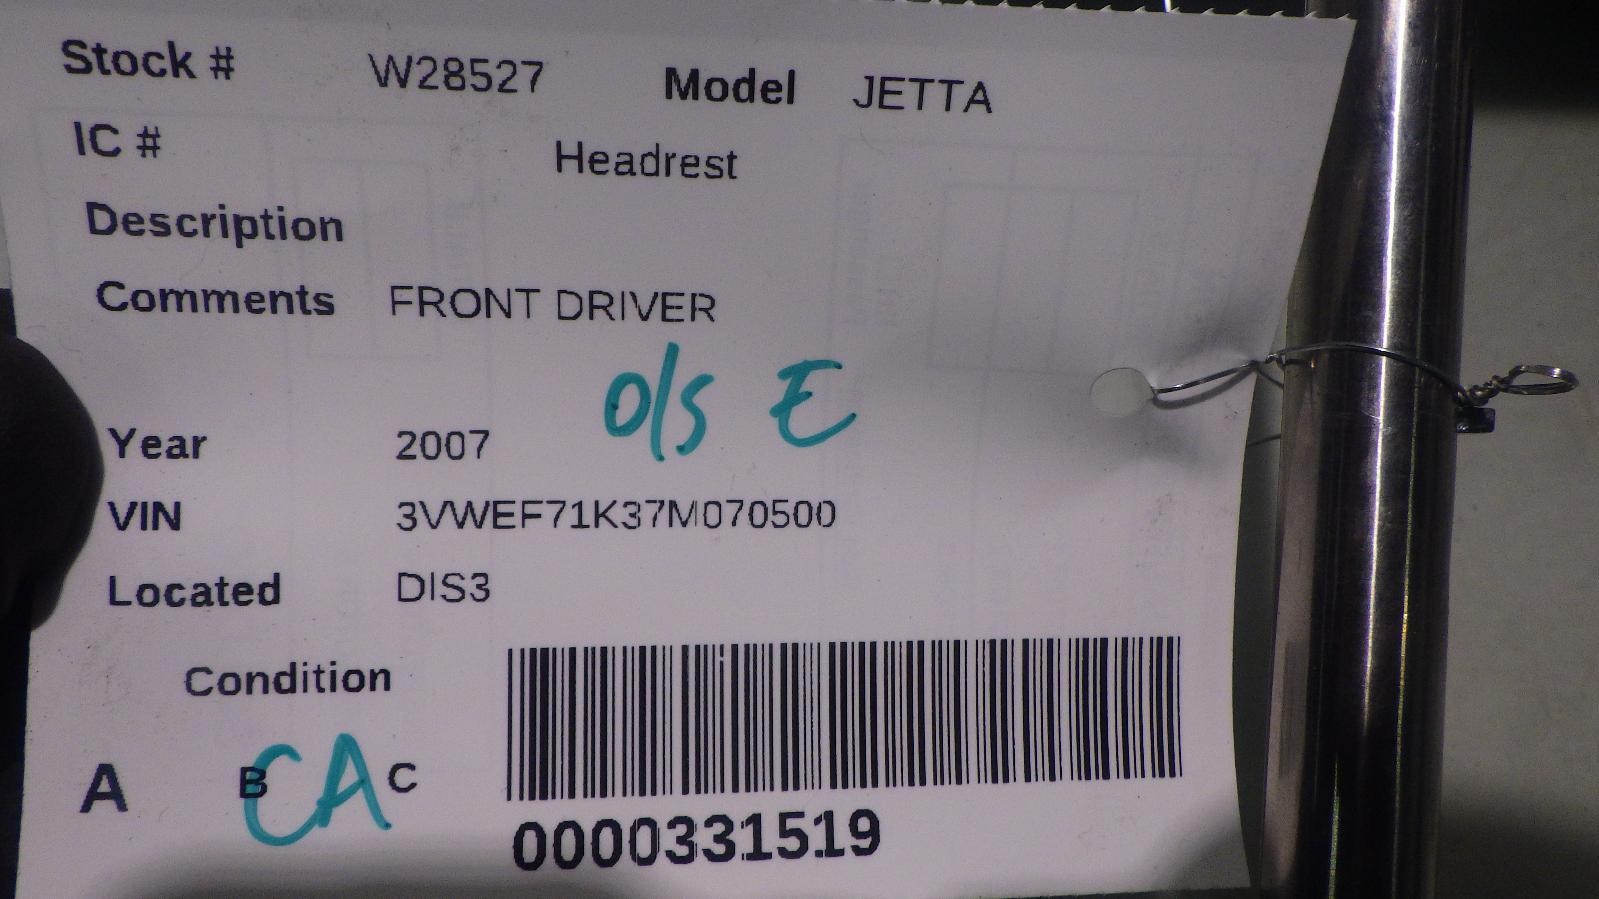 Stock # W28527 Model JETTA
IC # Headrest
Description
Comments FRONT DRIVER
O/S E
Year 2007
VIN 3VWEF71K37M070500
Located DIS3
Condition
A B CA C
0000331519